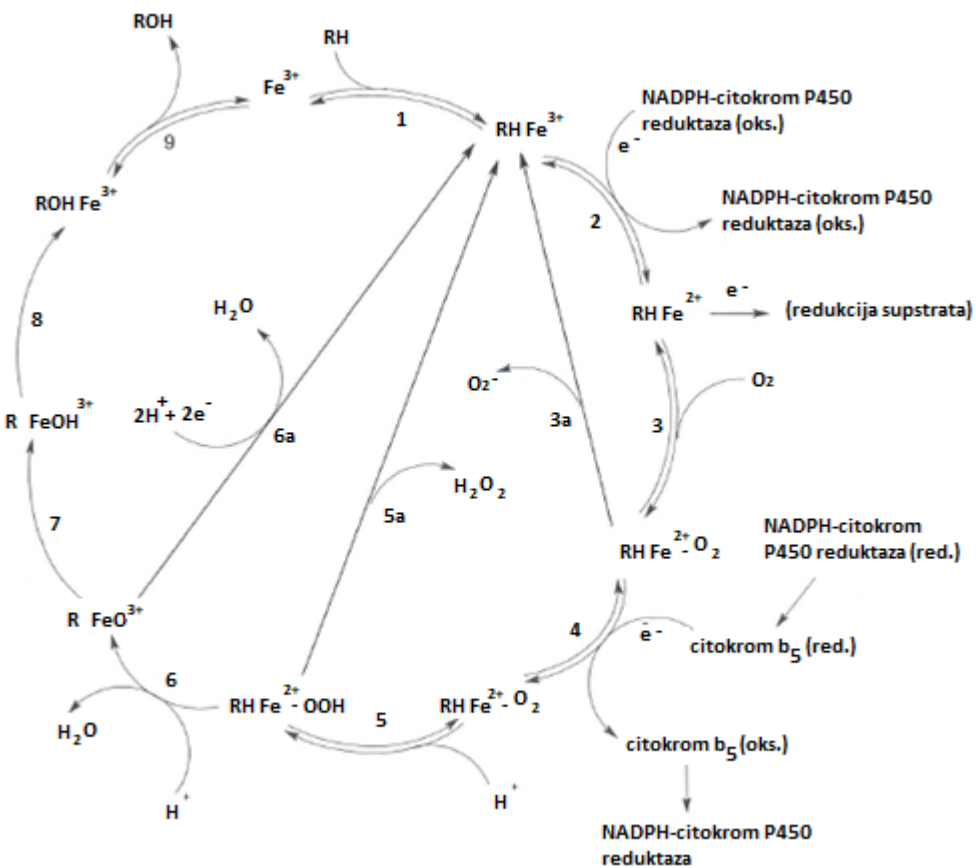 ROH
RH
Fe³⁺
1
RH Fe³⁺
9
NADPH-citokrom P450
reduktaza (oks.)
e⁻
NADPH-citokrom P450
reduktaza (oks.)
2
ROH Fe³⁺
RH Fe²⁺
e⁻
(redukcija supstrata)
8
H₂O
O₂⁻
O₂
3a
3
R FeOH³⁺
2H⁺ + 2e⁻
6a
5a
H₂O₂
7
RH Fe²⁺- O₂
NADPH-citokrom
P450 reduktaza (red.)
R FeO³⁺
4
e⁻
citokrom b₅ (red.)
6
RH Fe²⁺- OOH
5
RH Fe²⁺- O₂
H₂O
citokrom b₅ (oks.)
H⁺
H⁺
NADPH-citokrom P450
reduktaza